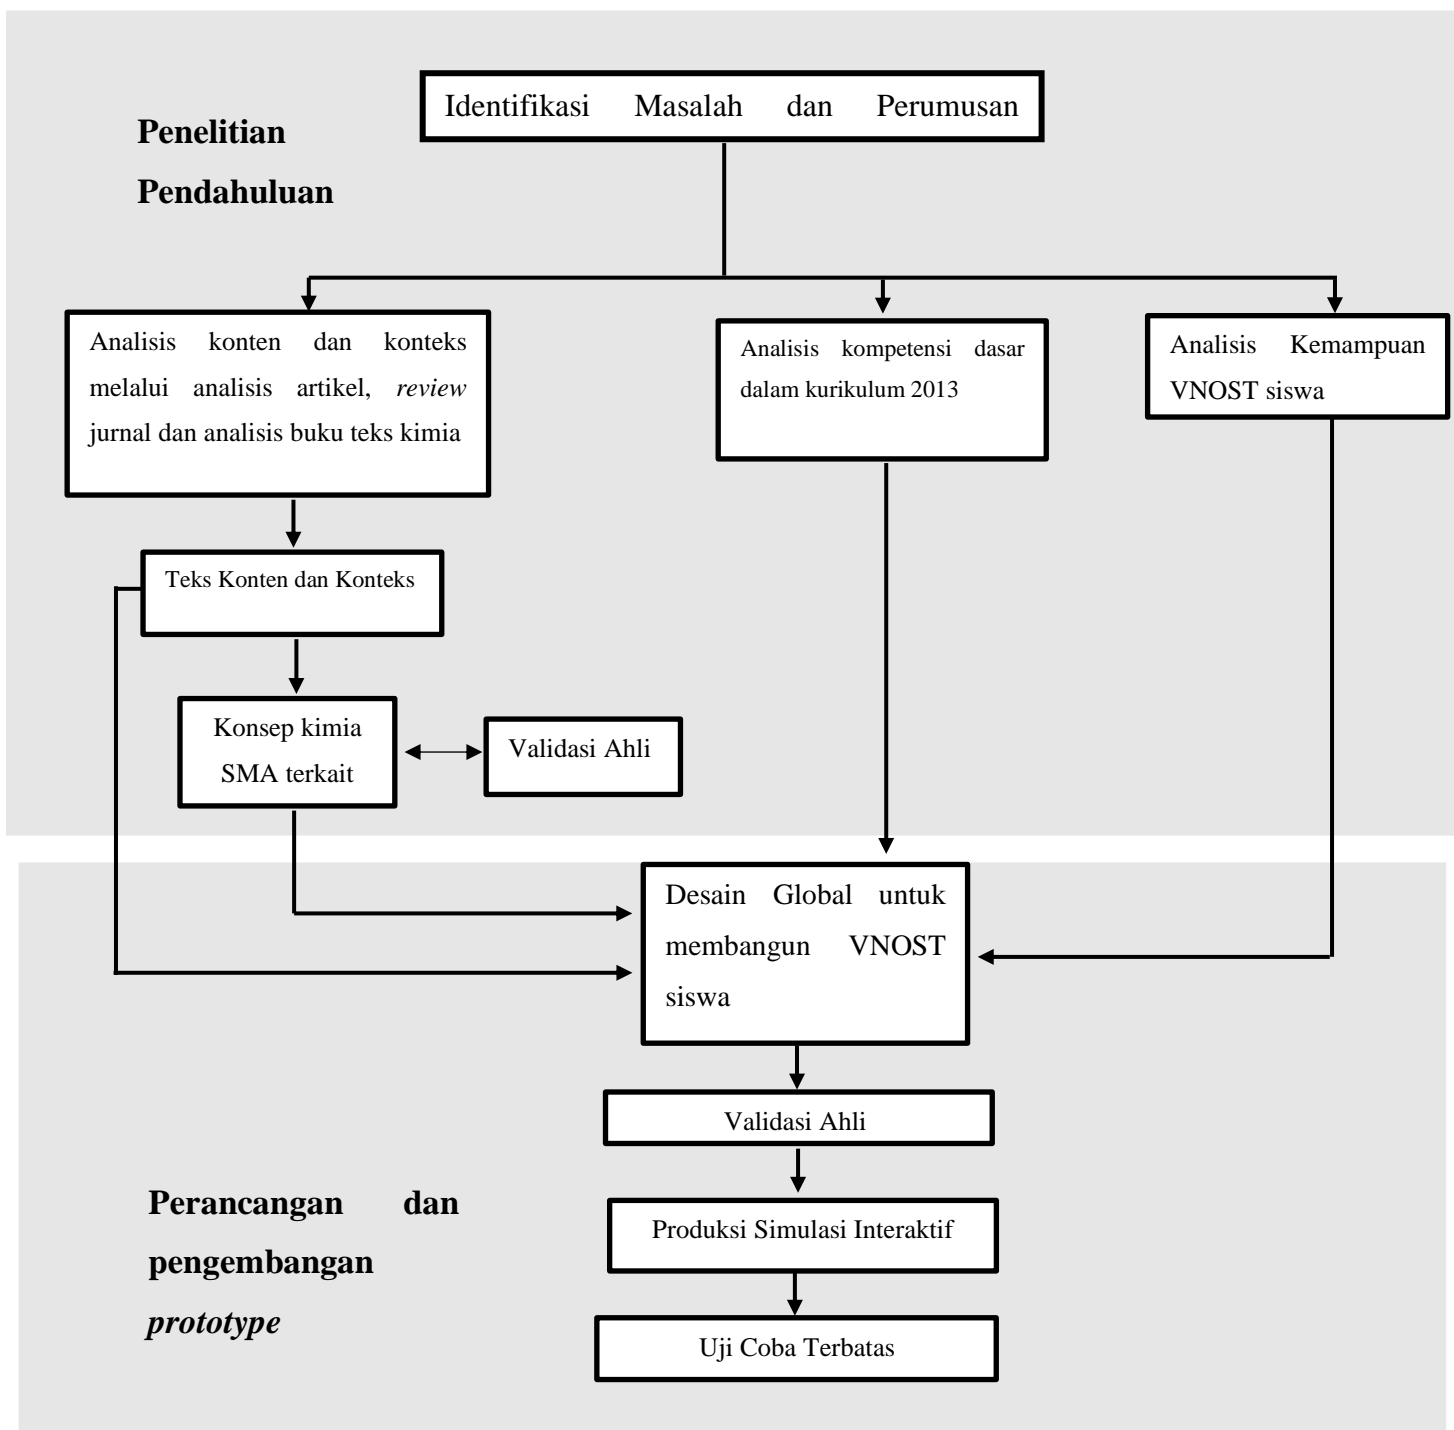 Identifikasi Masalah dan Perumusan
Penelitian
Pendahuluan
Analisis konten dan konteks
melalui analisis artikel, review
jurnal dan analisis buku teks kimia
Analisis kompetensi dasar
dalam kurikulum 2013
Analisis Kemampuan
VNOST siswa
Teks Konten dan Konteks
Konsep kimia
SMA terkait
Validasi Ahli
Desain Global untuk
membangun VNOST
siswa
Validasi Ahli
Produksi Simulasi Interaktif
Uji Coba Terbatas
Perancangan dan
pengembangan
prototype